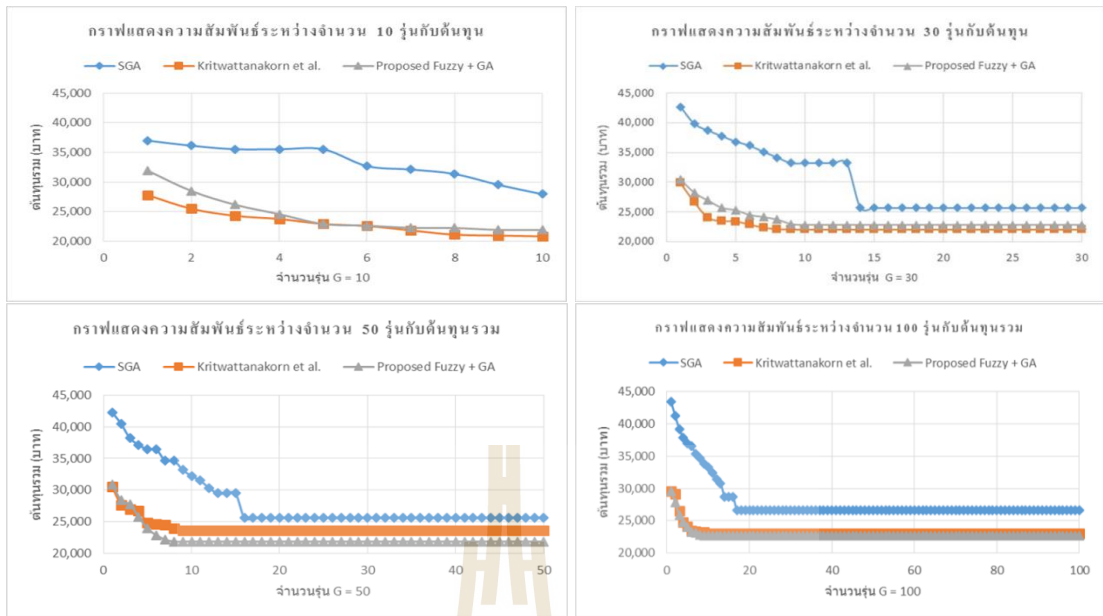 กราฟแสดงความสัมพันธ์ระหว่างจำนวน 10 รุ่นกับต้นทุน
SGA Kritwattanakorn et al. Proposed Fuzzy + GA
ต้นทุนรวม (บาท)
45,000
40,000
35,000
30,000
25,000
20,000
0 2 4 6 8 10
จำนวนรุ่น G = 10
กราฟแสดงความสัมพันธ์ระหว่างจำนวน 30 รุ่นกับต้นทุน
SGA Kritwattanakorn et al. Proposed Fuzzy + GA
ต้นทุนรวม (บาท)
45,000
40,000
35,000
30,000
25,000
20,000
0 5 10 15 20 25 30
จำนวนรุ่น G = 30
กราฟแสดงความสัมพันธ์ระหว่างจำนวน 50 รุ่นกับต้นทุนรวม
SGA Kritwattanakorn et al. Proposed Fuzzy + GA
ต้นทุนรวม (บาท)
45,000
40,000
35,000
30,000
25,000
20,000
0 10 20 30 40 50
จำนวนรุ่น G = 50
กราฟแสดงความสัมพันธ์ระหว่างจำนวน 100 รุ่นกับต้นทุนรวม
SGA Kritwattanakorn et al. Proposed Fuzzy + GA
ต้นทุนรวม (บาท)
45,000
40,000
35,000
30,000
25,000
20,000
0 20 40 60 80 100
จำนวนรุ่น G = 100